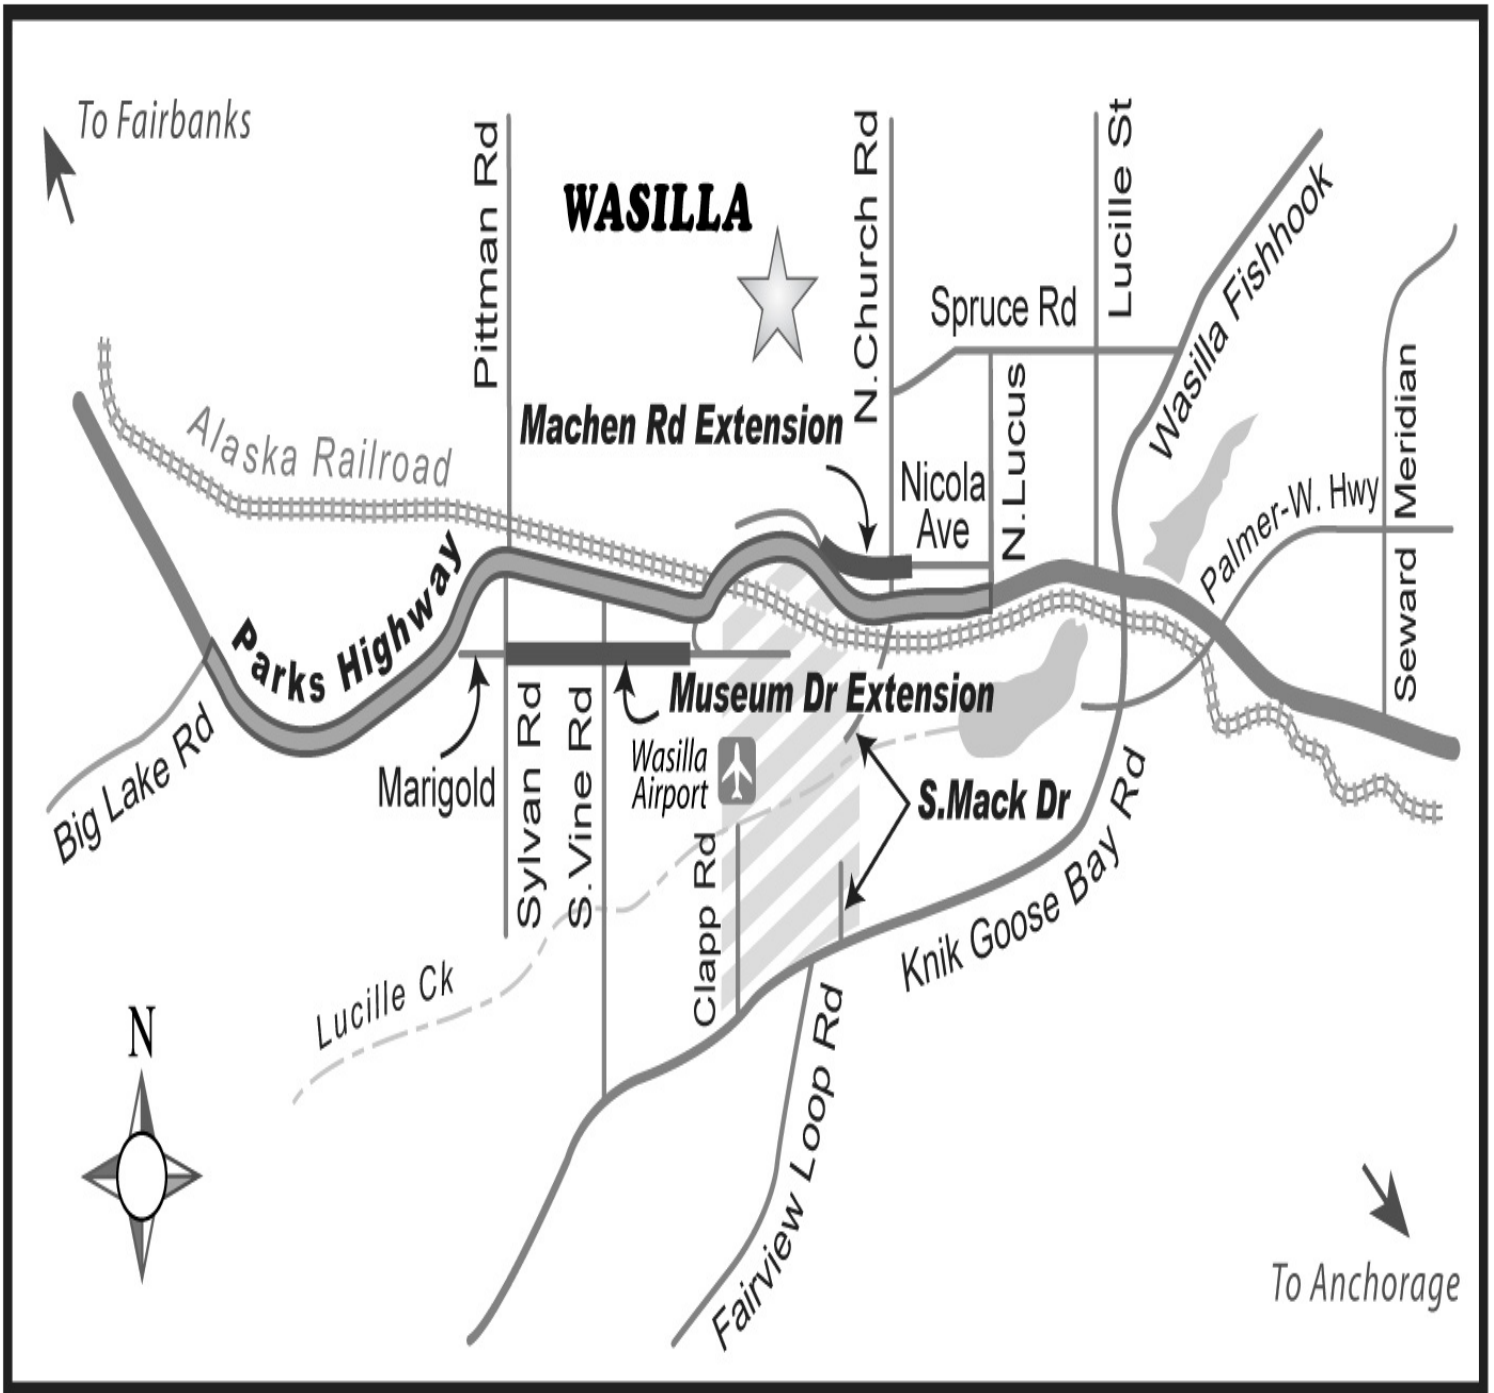 To Fairbanks
Pittman Rd
WASILLA
N.Church Rd
Lucille St
Wasilla Fishhook
Spruce Rd
Alaska Railroad
Machen Rd Extension
Nicola
Ave
N.Lucus
Palmer-W. Hwy
Seward Meridian
Parks Highway
Big Lake Rd
Marigold
Sylvan Rd
S.Vine Rd
Museum Dr Extension
Wasilla
Airport
S.Mack Dr
Clapp Rd
Knik Goose Bay Rd
Lucille Ck
Fairview Loop Rd
N
To Anchorage